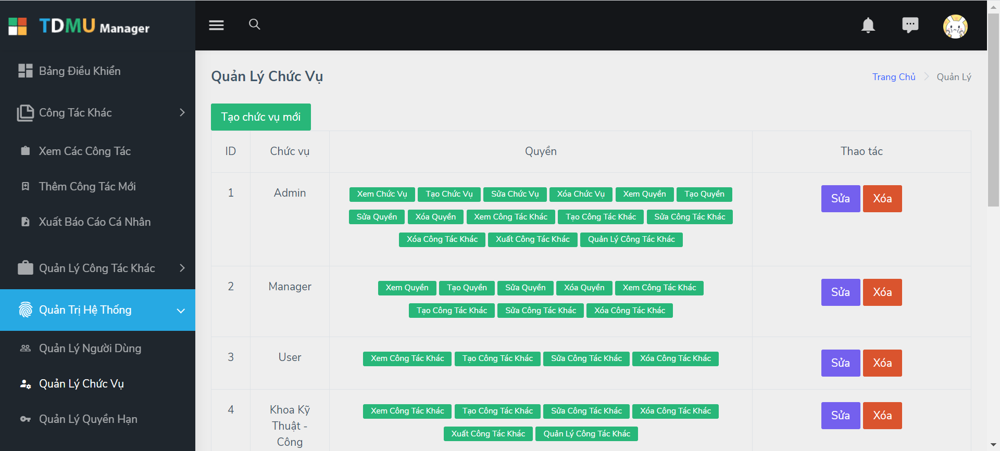 TDMU Manager
Bảng Điều Khiển
Công Tác Khác
Xem Các Công Tác
Thêm Công Tác Mới
Xuất Báo Cáo Cá Nhân
Quản Lý Công Tác Khác
Quản Trị Hệ Thống
Quản Lý Người Dùng
Quản Lý Chức Vụ
Quản Lý Quyền Hạn
Quản Lý Chức Vụ
Trang Chủ Quản Lý
Tạo chức vụ mới
ID Chức vụ Quyền Thao tác
1 Admin Xem Chức Vụ Tạo Chức Vụ Sửa Chức Vụ Xóa Chức Vụ Xem Quyền Tạo Quyền Sửa Xóa
Sửa Quyền Xóa Quyền Xem Công Tác Khác Tạo Công Tác Khác Sửa Công Tác Khác
Xóa Công Tác Khác Xuất Công Tác Khác Quản Lý Công Tác Khác
2 Manager Xem Quyền Tạo Quyền Sửa Quyền Xóa Quyền Xem Công Tác Khác Sửa Xóa
Tạo Công Tác Khác Sửa Công Tác Khác Xóa Công Tác Khác
3 User Xem Công Tác Khác Tạo Công Tác Khác Sửa Công Tác Khác Xóa Công Tác Khác Sửa Xóa
4 Khoa Kỹ Xem Công Tác Khác Tạo Công Tác Khác Sửa Công Tác Khác Xóa Công Tác Khác Sửa Xóa
Thuật - Xuất Công Tác Khác Quản Lý Công Tác Khác
Công